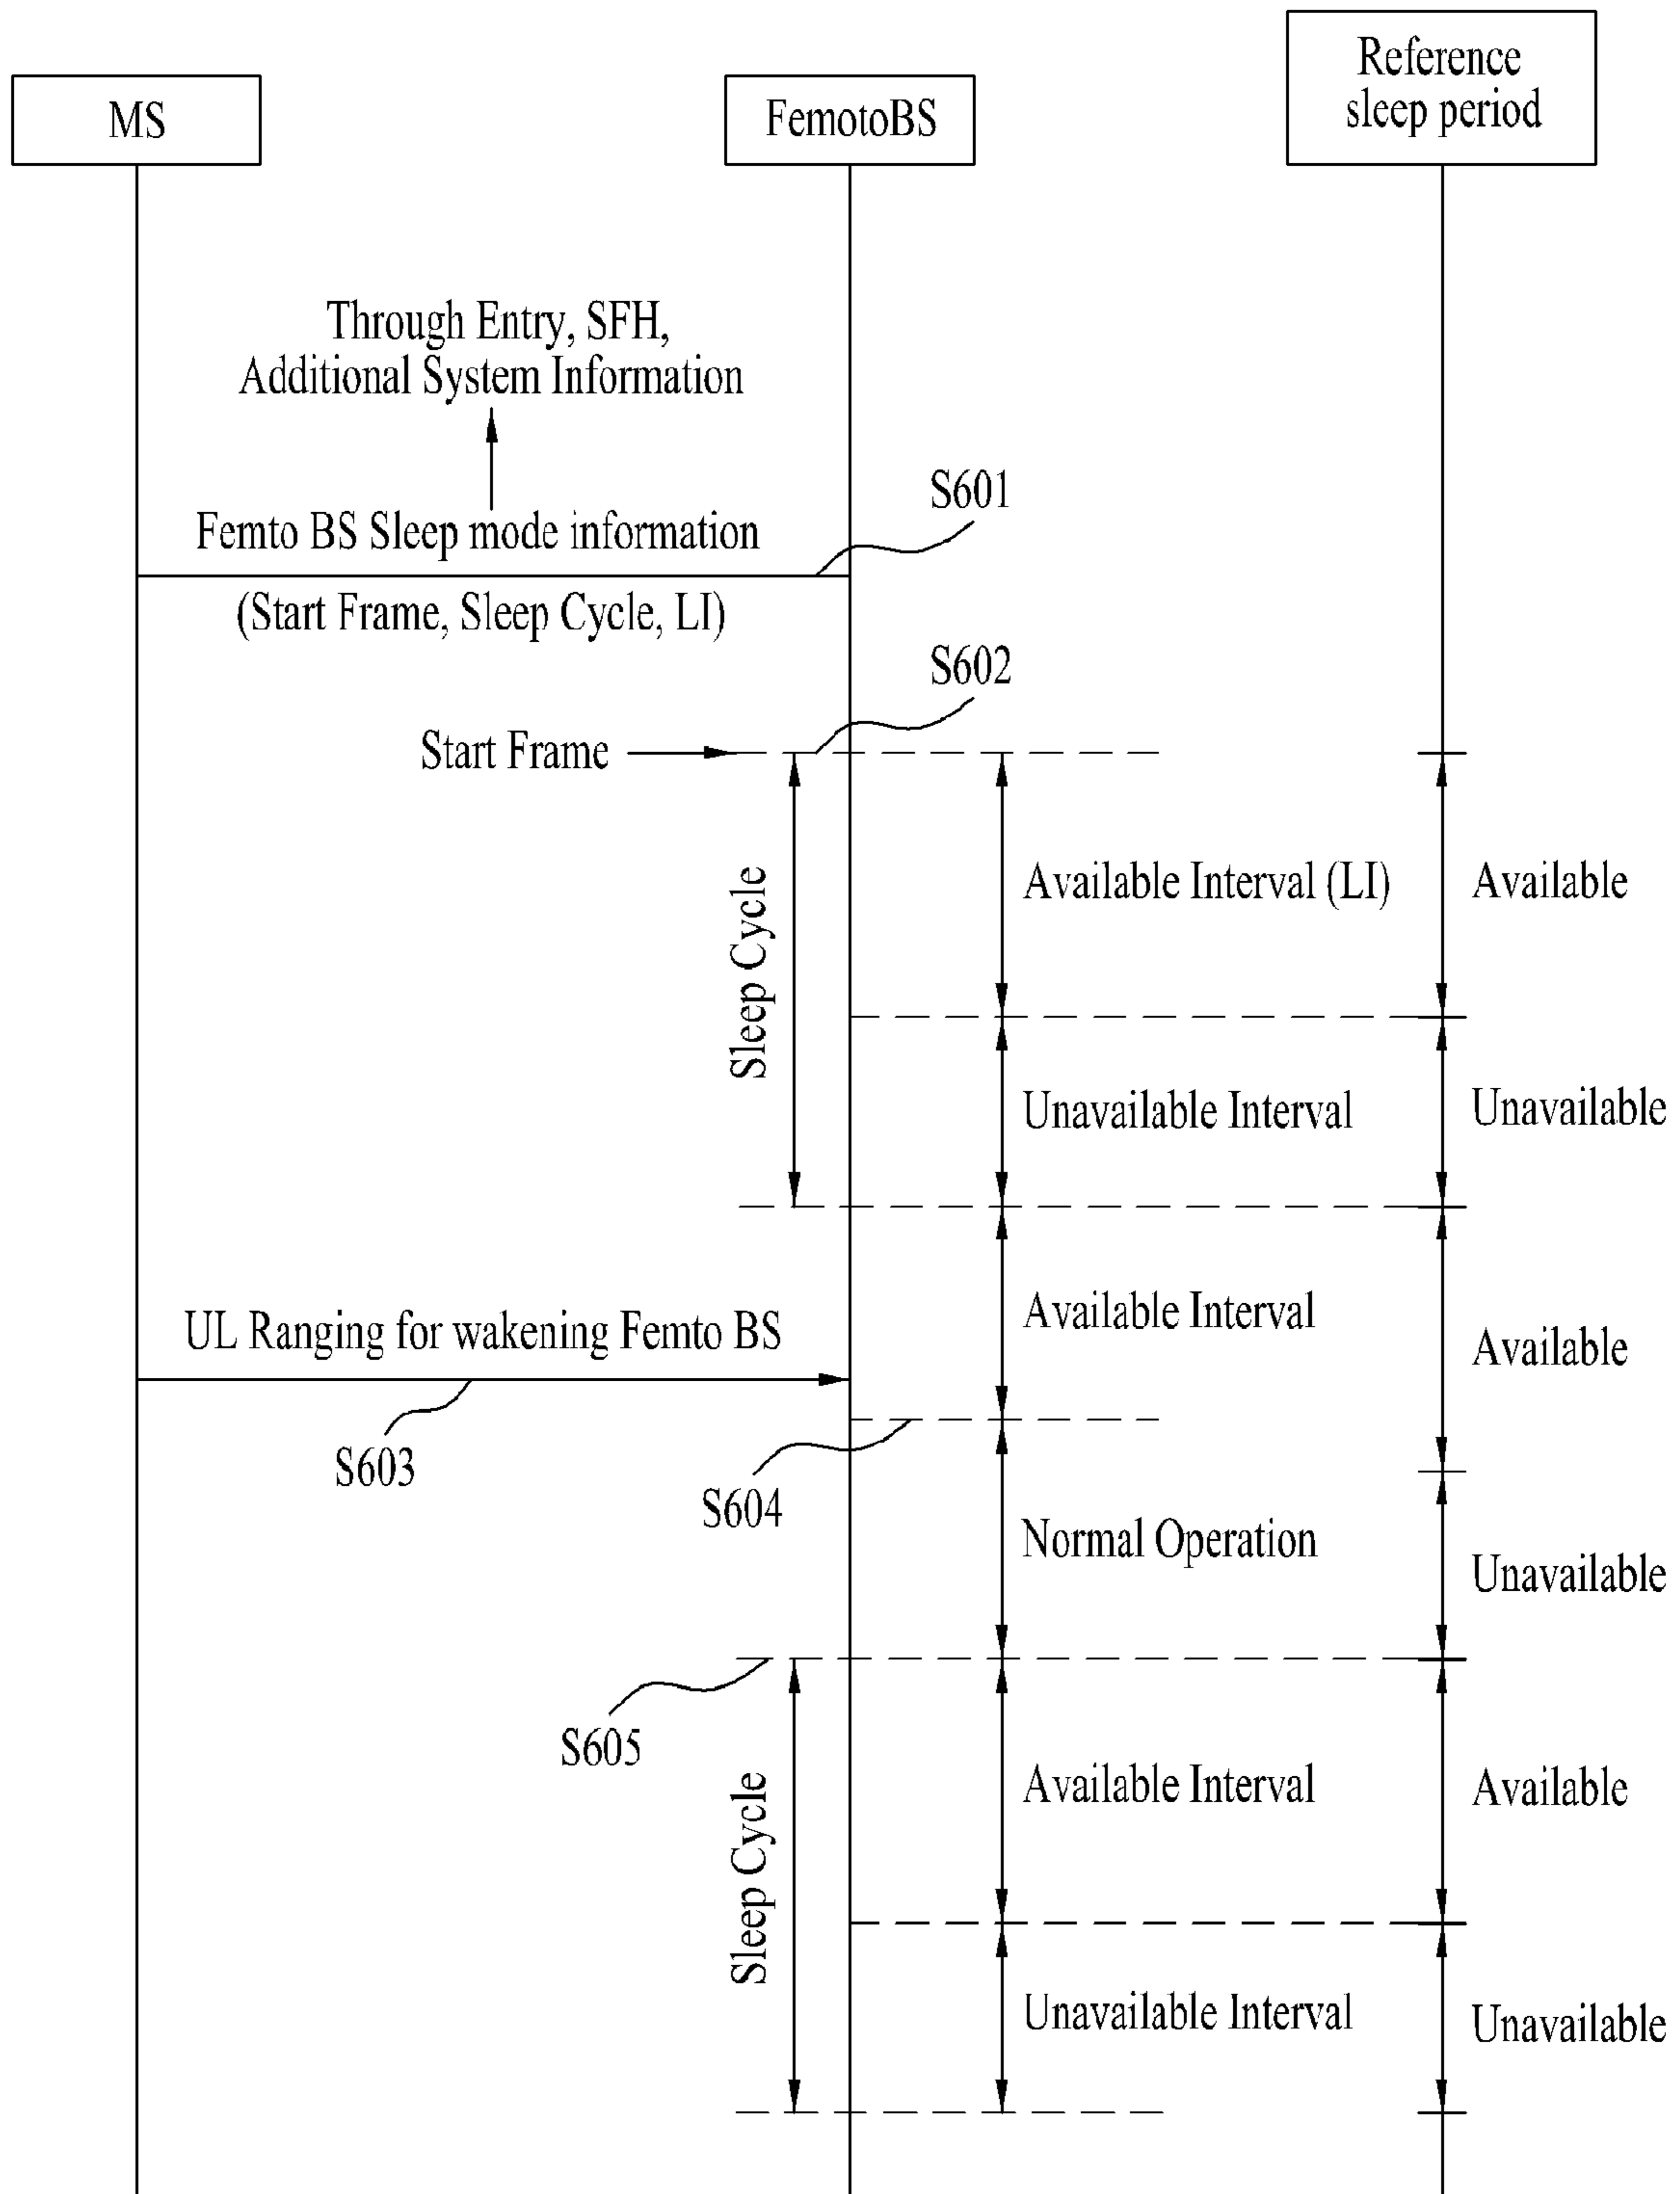 MS
FemotoBS
Reference
sleep period
Through Entry, SFH,
Additional System Information
Femto BS Sleep mode information
S601
(Start Frame, Sleep Cycle, LI)
S602
Start Frame
Sleep Cycle
Available Interval (LI)
Available
Unavailable Interval
Unavailable
Available Interval
Available
UL Ranging for wakening Femto BS
S603
S604
Normal Operation
Unavailable
S605
Sleep Cycle
Available Interval
Available
Unavailable Interval
Unavailable